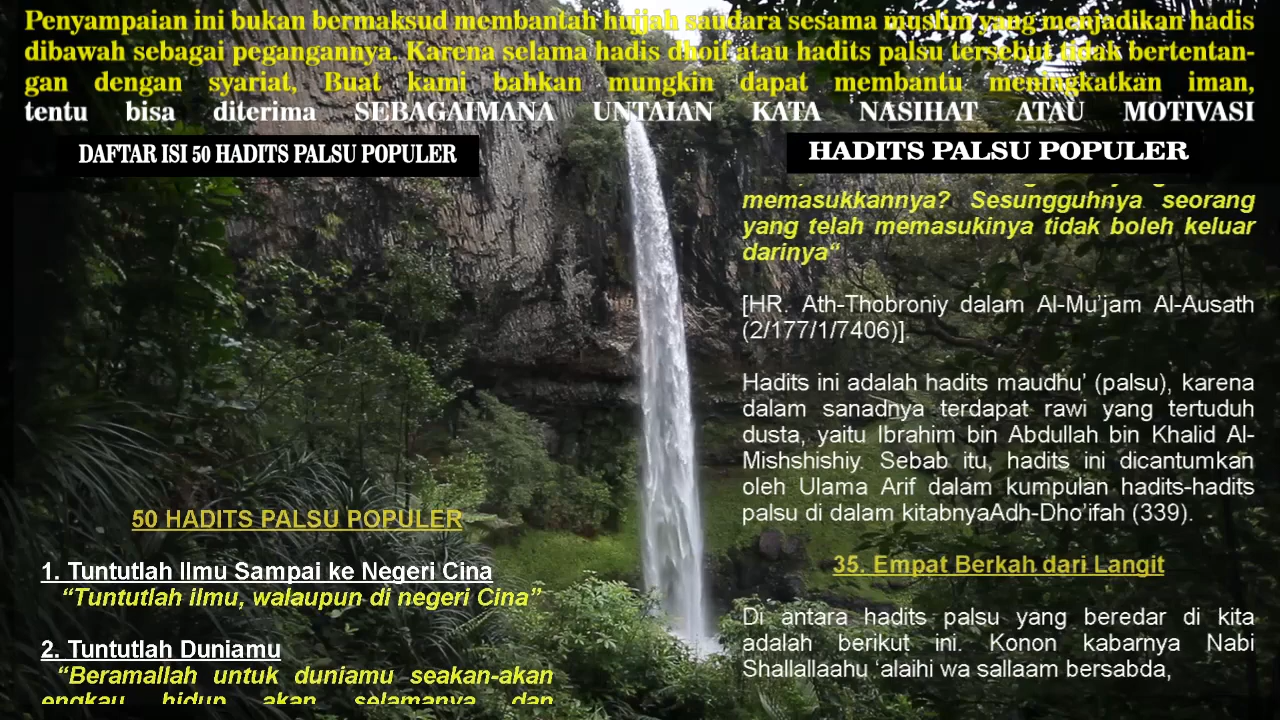 Penyampaian ini bukan bermaksud membantah hujjah saudara sesama muslim yang menjadikan hadis
dibawah sebagai pegangannya. Karena selama hadis dhoif atau hadits palsu tersebut tidak bertentan-
gan dengan syariat, Buat kami bahkan mungkin dapat membantu meningkatkan iman,
tentu bisa diterima SEBAGAIMANA UNTAIAN KATA NASIHAT ATAU MOTIVASI
DAFTAR ISI 50 HADITS PALSU POPULER
50 HADITS PALSU POPULER
1. Tuntutlah Ilmu Sampai ke Negeri Cina
“Tuntutlah ilmu, walaupun di negeri Cina”
2. Tuntutlah Duniamu
“Beramallah untuk duniamu seakan-akan
engkau hidup akan selamanya dan
HADITS PALSU POPULER
memasukkannya? Sesungguhnya seorang
yang telah memasukinya tidak boleh keluar
darinya“
[HR. Ath-Thobroniy dalam Al-Mu’jam Al-Ausath
(2/177/1/7406)].
Hadits ini adalah hadits maudhu’ (palsu), karena
dalam sanadnya terdapat rawi yang tertuduh
dusta, yaitu Ibrahim bin Abdullah bin Khalid Al-
Mishshishiy. Sebab itu, hadits ini dicantumkan
oleh Ulama Arif dalam kumpulan hadits-hadits
palsu di dalam kitabnyaAdh-Dho’ifah (339).
35. Empat Berkah dari Langit
Di antara hadits palsu yang beredar di kita
adalah berikut ini. Konon kabarnya Nabi
Shallallaahu ‘alaihi wa sallaam bersabda,